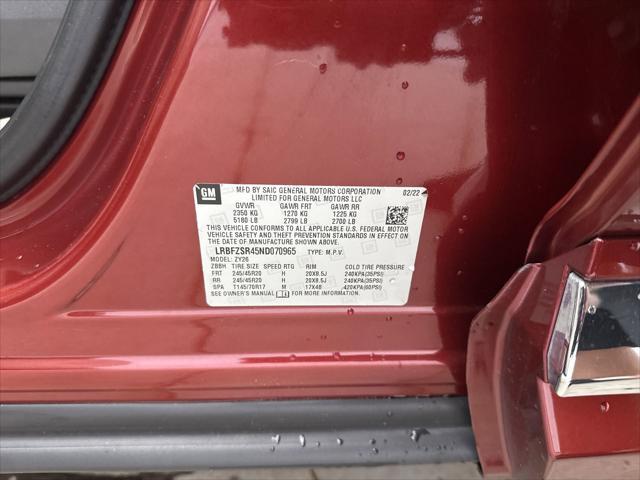 GM MFD BY SAIC GENERAL MOTORS CORPORATION 02/22
LIMITED FOR GENERAL MOTORS LLC
GVWR GAWR FRT GAWR RR
2350 KG 1270 KG 1225 KG
5180 LB 2799 LB 2700 LB
THIS VEHICLE CONFORMS TO ALL APPLICABLE U.S. FEDERAL MOTOR
VEHICLE SAFETY AND THEFT PREVENTION STANDARDS IN EFFECT ON
THE DATE OF MANUFACTURE SHOWN ABOVE.
LRBFZSR45ND070965 TYPE: M.P.V.
MODEL: ZY26
ZBBH TIRE SIZE SPEED RTG RIM COLD TIRE PRESSURE
FRT 245/45R20 H 20X8.5J 240KPA(35PSI)
RR 245/45R20 H 20X8.5J 240KPA(35PSI)
SPA T145/70R17 M 17X4B 420KPA(60PSI)
SEE OWNER'S MANUAL FOR MORE INFORMATION.